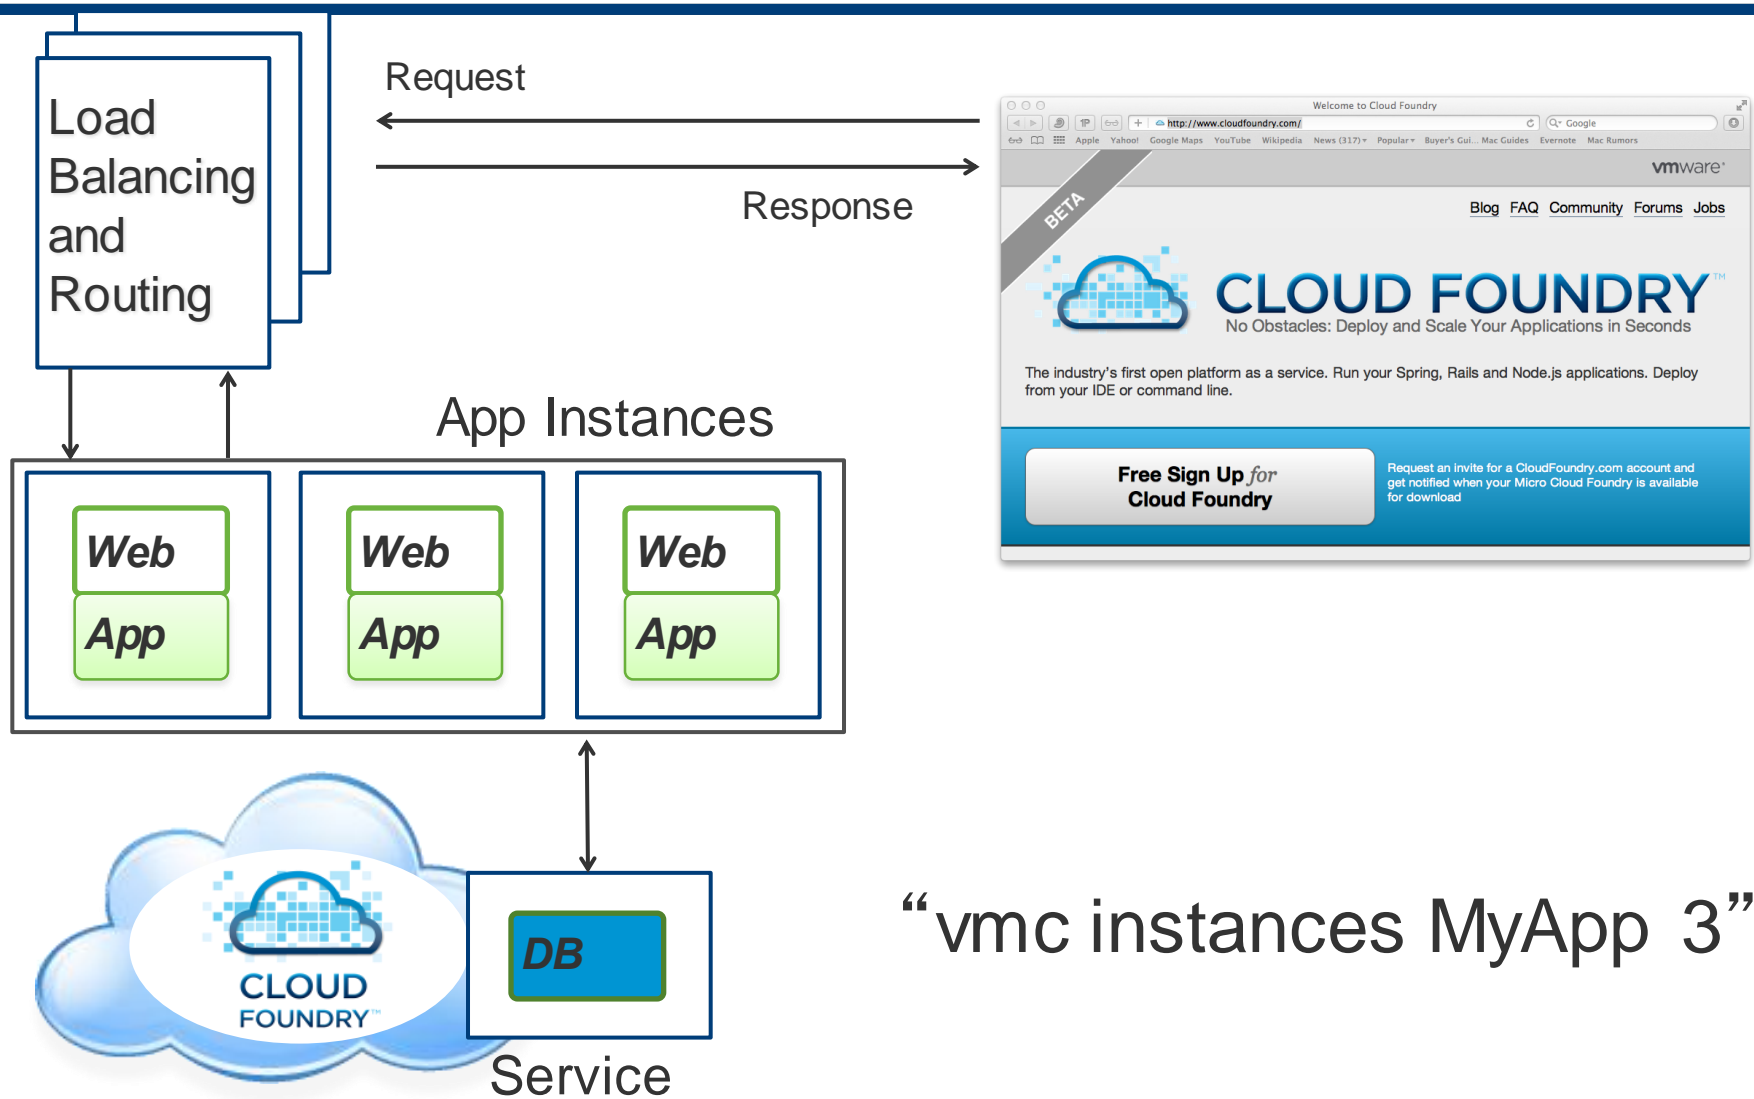 Load
Balancing
and
Routing
Request
Response
Welcome to Cloud Foundry
http://www.cloudfoundry.com/
Google
Apple Yahoo! Google Maps YouTube Wikipedia News (317) Popular Buyer's Gui... Mac Guides Evernote Mac Rumors
vmware
BETA
Blog FAQ Community Forums Jobs
CLOUD FOUNDRY™
No Obstacles: Deploy and Scale Your Applications in Seconds
The industry's first open platform as a service. Run your Spring, Rails and Node.js applications. Deploy
from your IDE or command line.
Free Sign Up for
Cloud Foundry
Request an invite for a CloudFoundry.com account and
get notified when your Micro Cloud Foundry is available
for download
App Instances
Web Web Web
App App App
CLOUD
FOUNDRY™
DB
Service
“vmc instances MyApp 3”